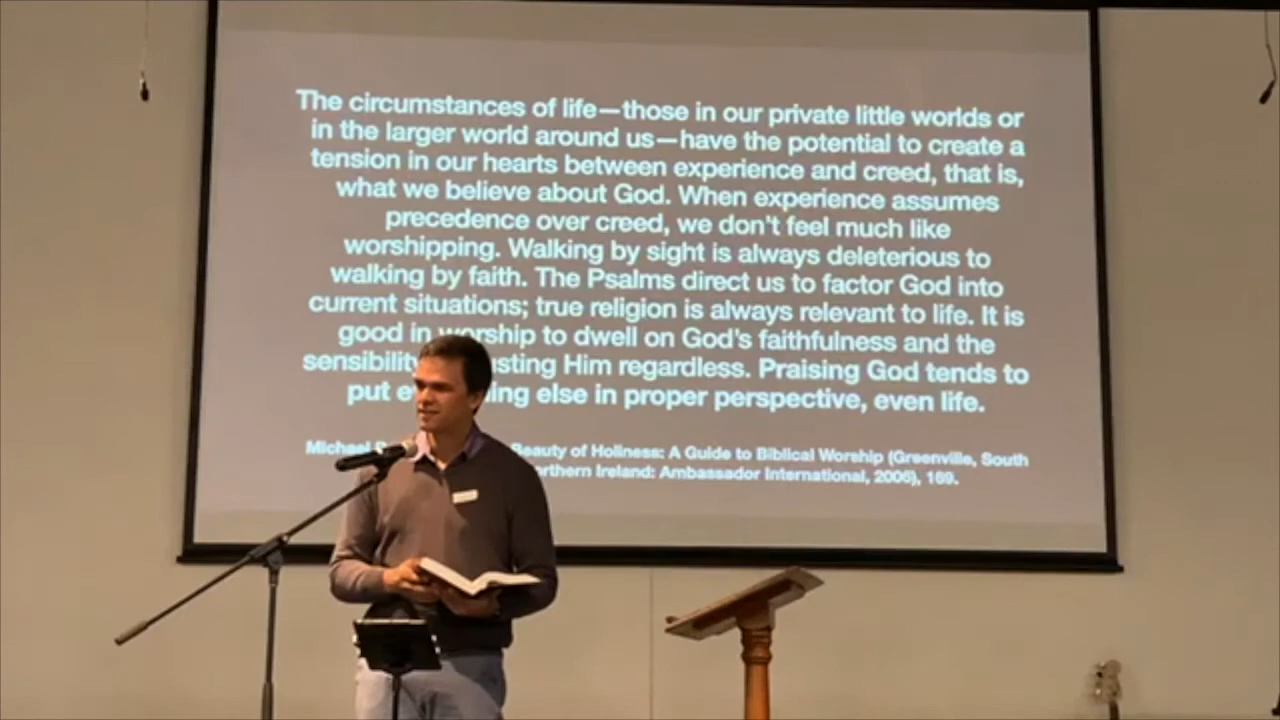 The circumstances of life—those in our private little worlds or
in the larger world around us—have the potential to create a
tension in our hearts between experience and creed, that is,
what we believe about God. When experience assumes
precedence over creed, we don't feel much like
worshipping. Walking by sight is always deleterious to
walking by faith. The Psalms direct us to factor God into
current situations; true religion is always relevant to life. It is
good in worship to dwell on God's faithfulness and the
sensibility Him regardless. Praising God tends to
put else in proper perspective, even life.
Michael Beauty of Holiness: A Guide to Biblical Worship (Greenville, South
Ireland: Ambassador International, 2006), 169.